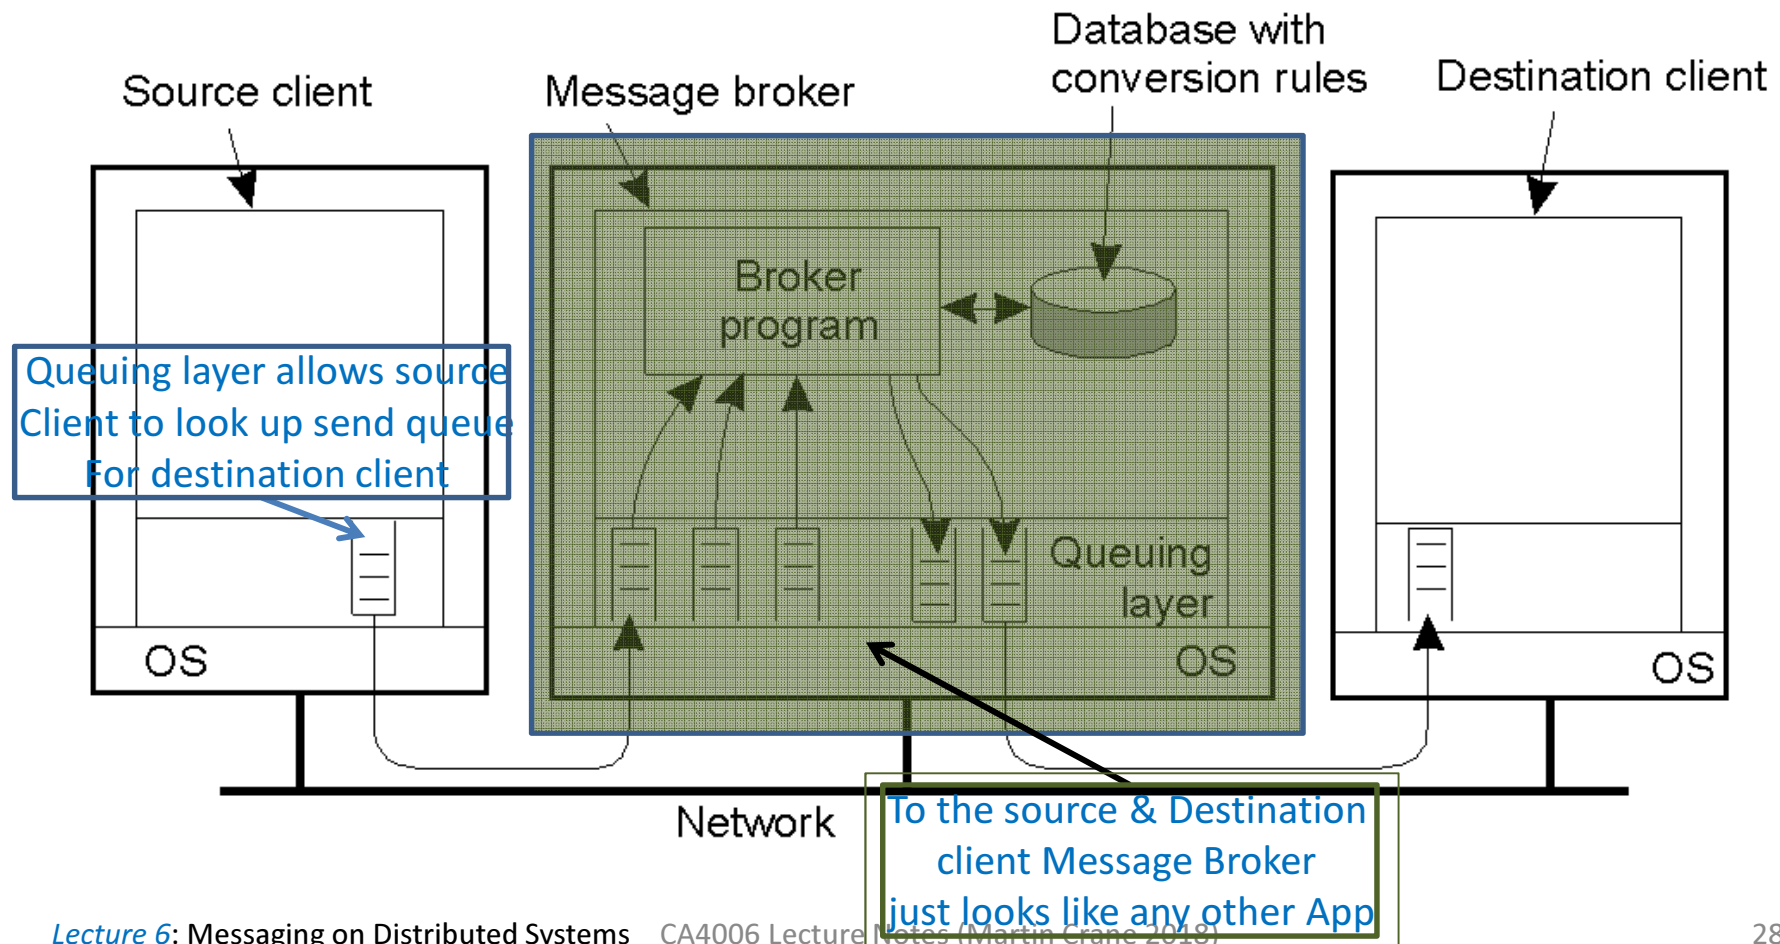 Database with
conversion rules
Source client
Message broker
Destination client
Broker
program
Queuing layer allows source
Client to look up send queue
For destination client
Queuing
layer
OS
OS
OS
Network
To the source & Destination
client Message Broker
just looks like any other App
Lecture 6: Messaging on Distributed Systems
CA4006 Lecture Notes (Martin Crane 2018)
28